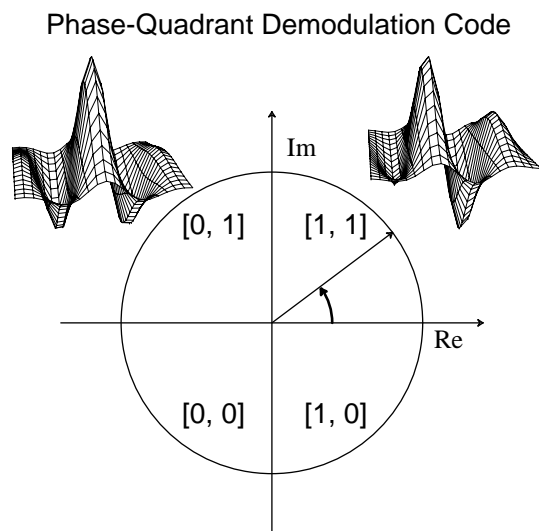 Phase-Quadrant Demodulation Code
Im
[0, 1] [1, 1]
Re
[0, 0] [1, 0]